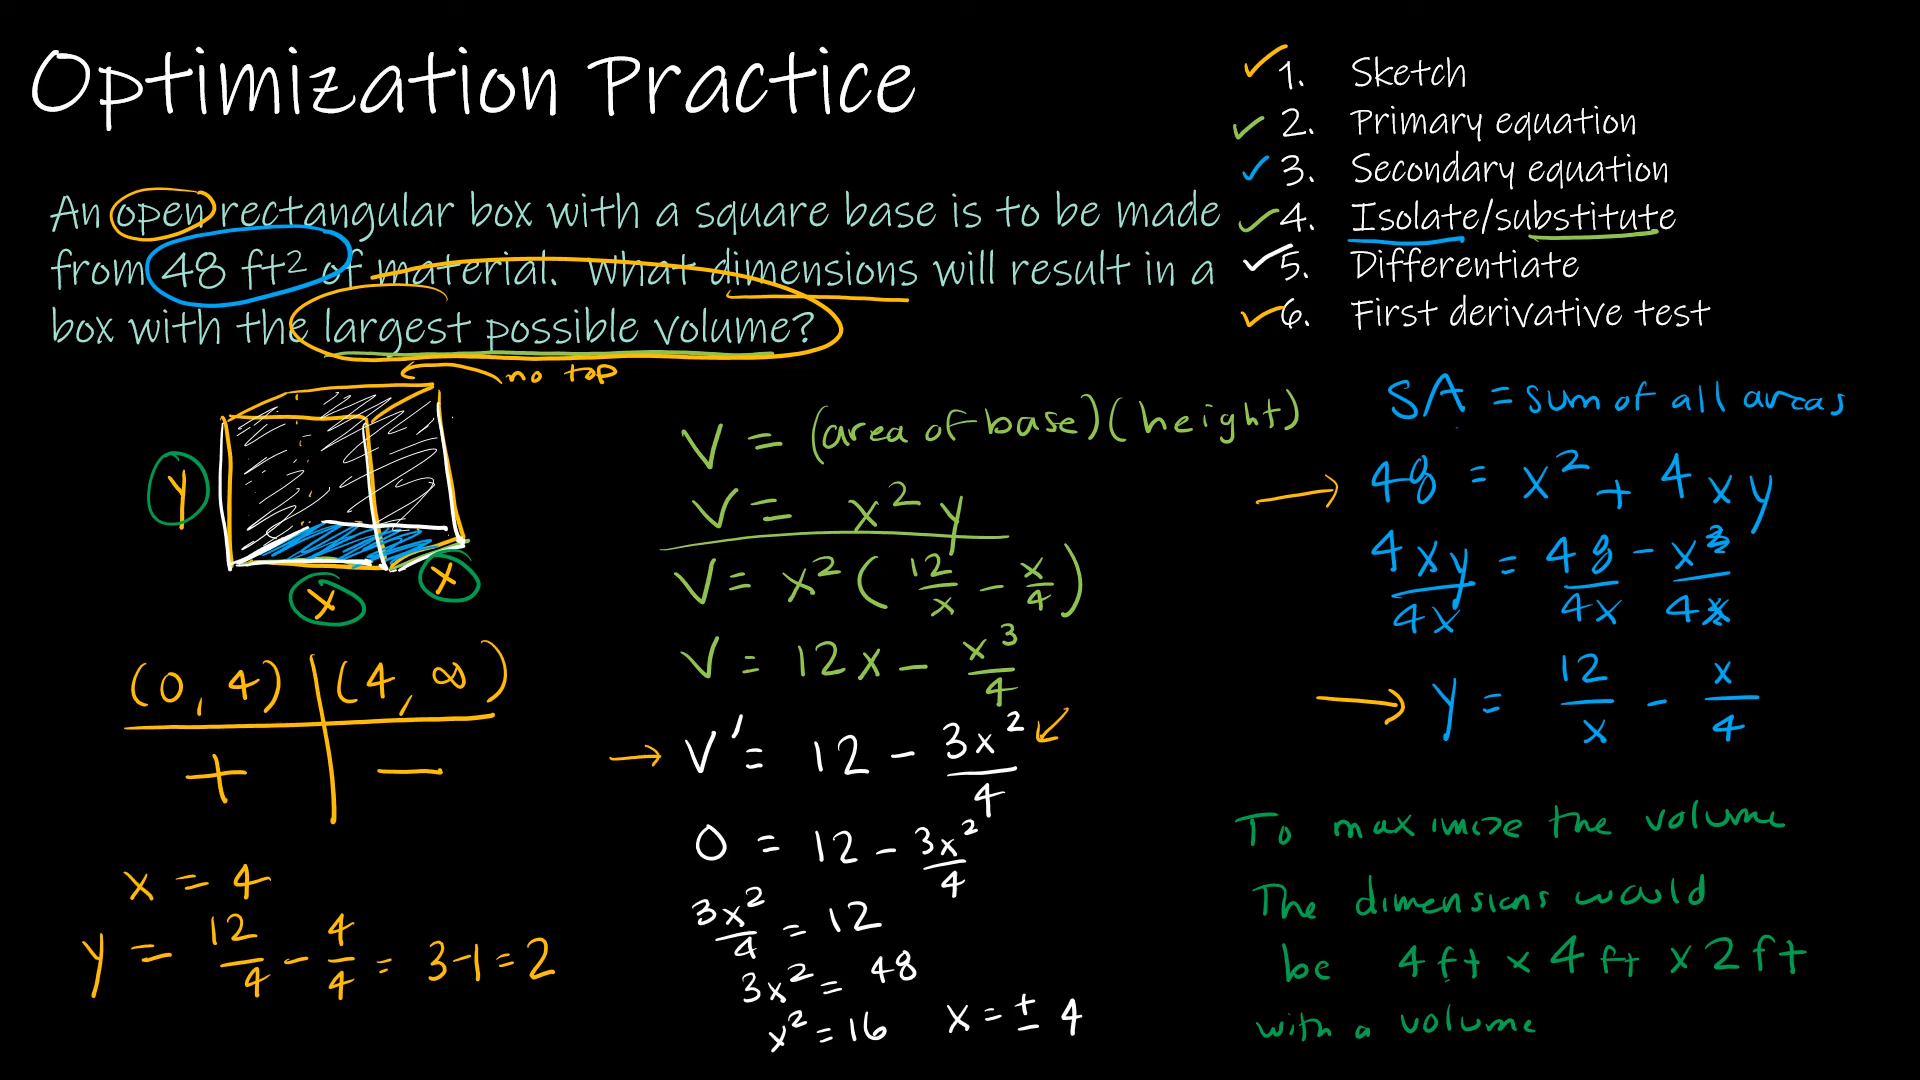 Optimization Practice
1. Sketch
2. Primary equation
3. Secondary equation
4. Isolate/substitute
5. Differentiate
6. First derivative test
An open rectangular box with a square base is to be made
from 48 ft² of material. What dimensions will result in a
box with the largest possible volume?
no top
y
x
x
(0, 4) (4, ∞)
+ −
x = 4
y = 12/4 − 4/4 = 3-1 = 2
V = (area of base)(height)
V = x² y
V = x² (12/x − x/4)
V = 12x − x³/4
V' = 12 − 3x²/4
0 = 12 − 3x²/4
3x²/4 = 12
3x² = 48
x² = 16 x = ± 4
SA = sum of all areas
48 = x² + 4xy
4xy/4x = 48/4x − x²/4x
y = 12/x − x/4
To maximize the volume
The dimensions would
be 4 ft x 4 ft x 2 ft
with a volume